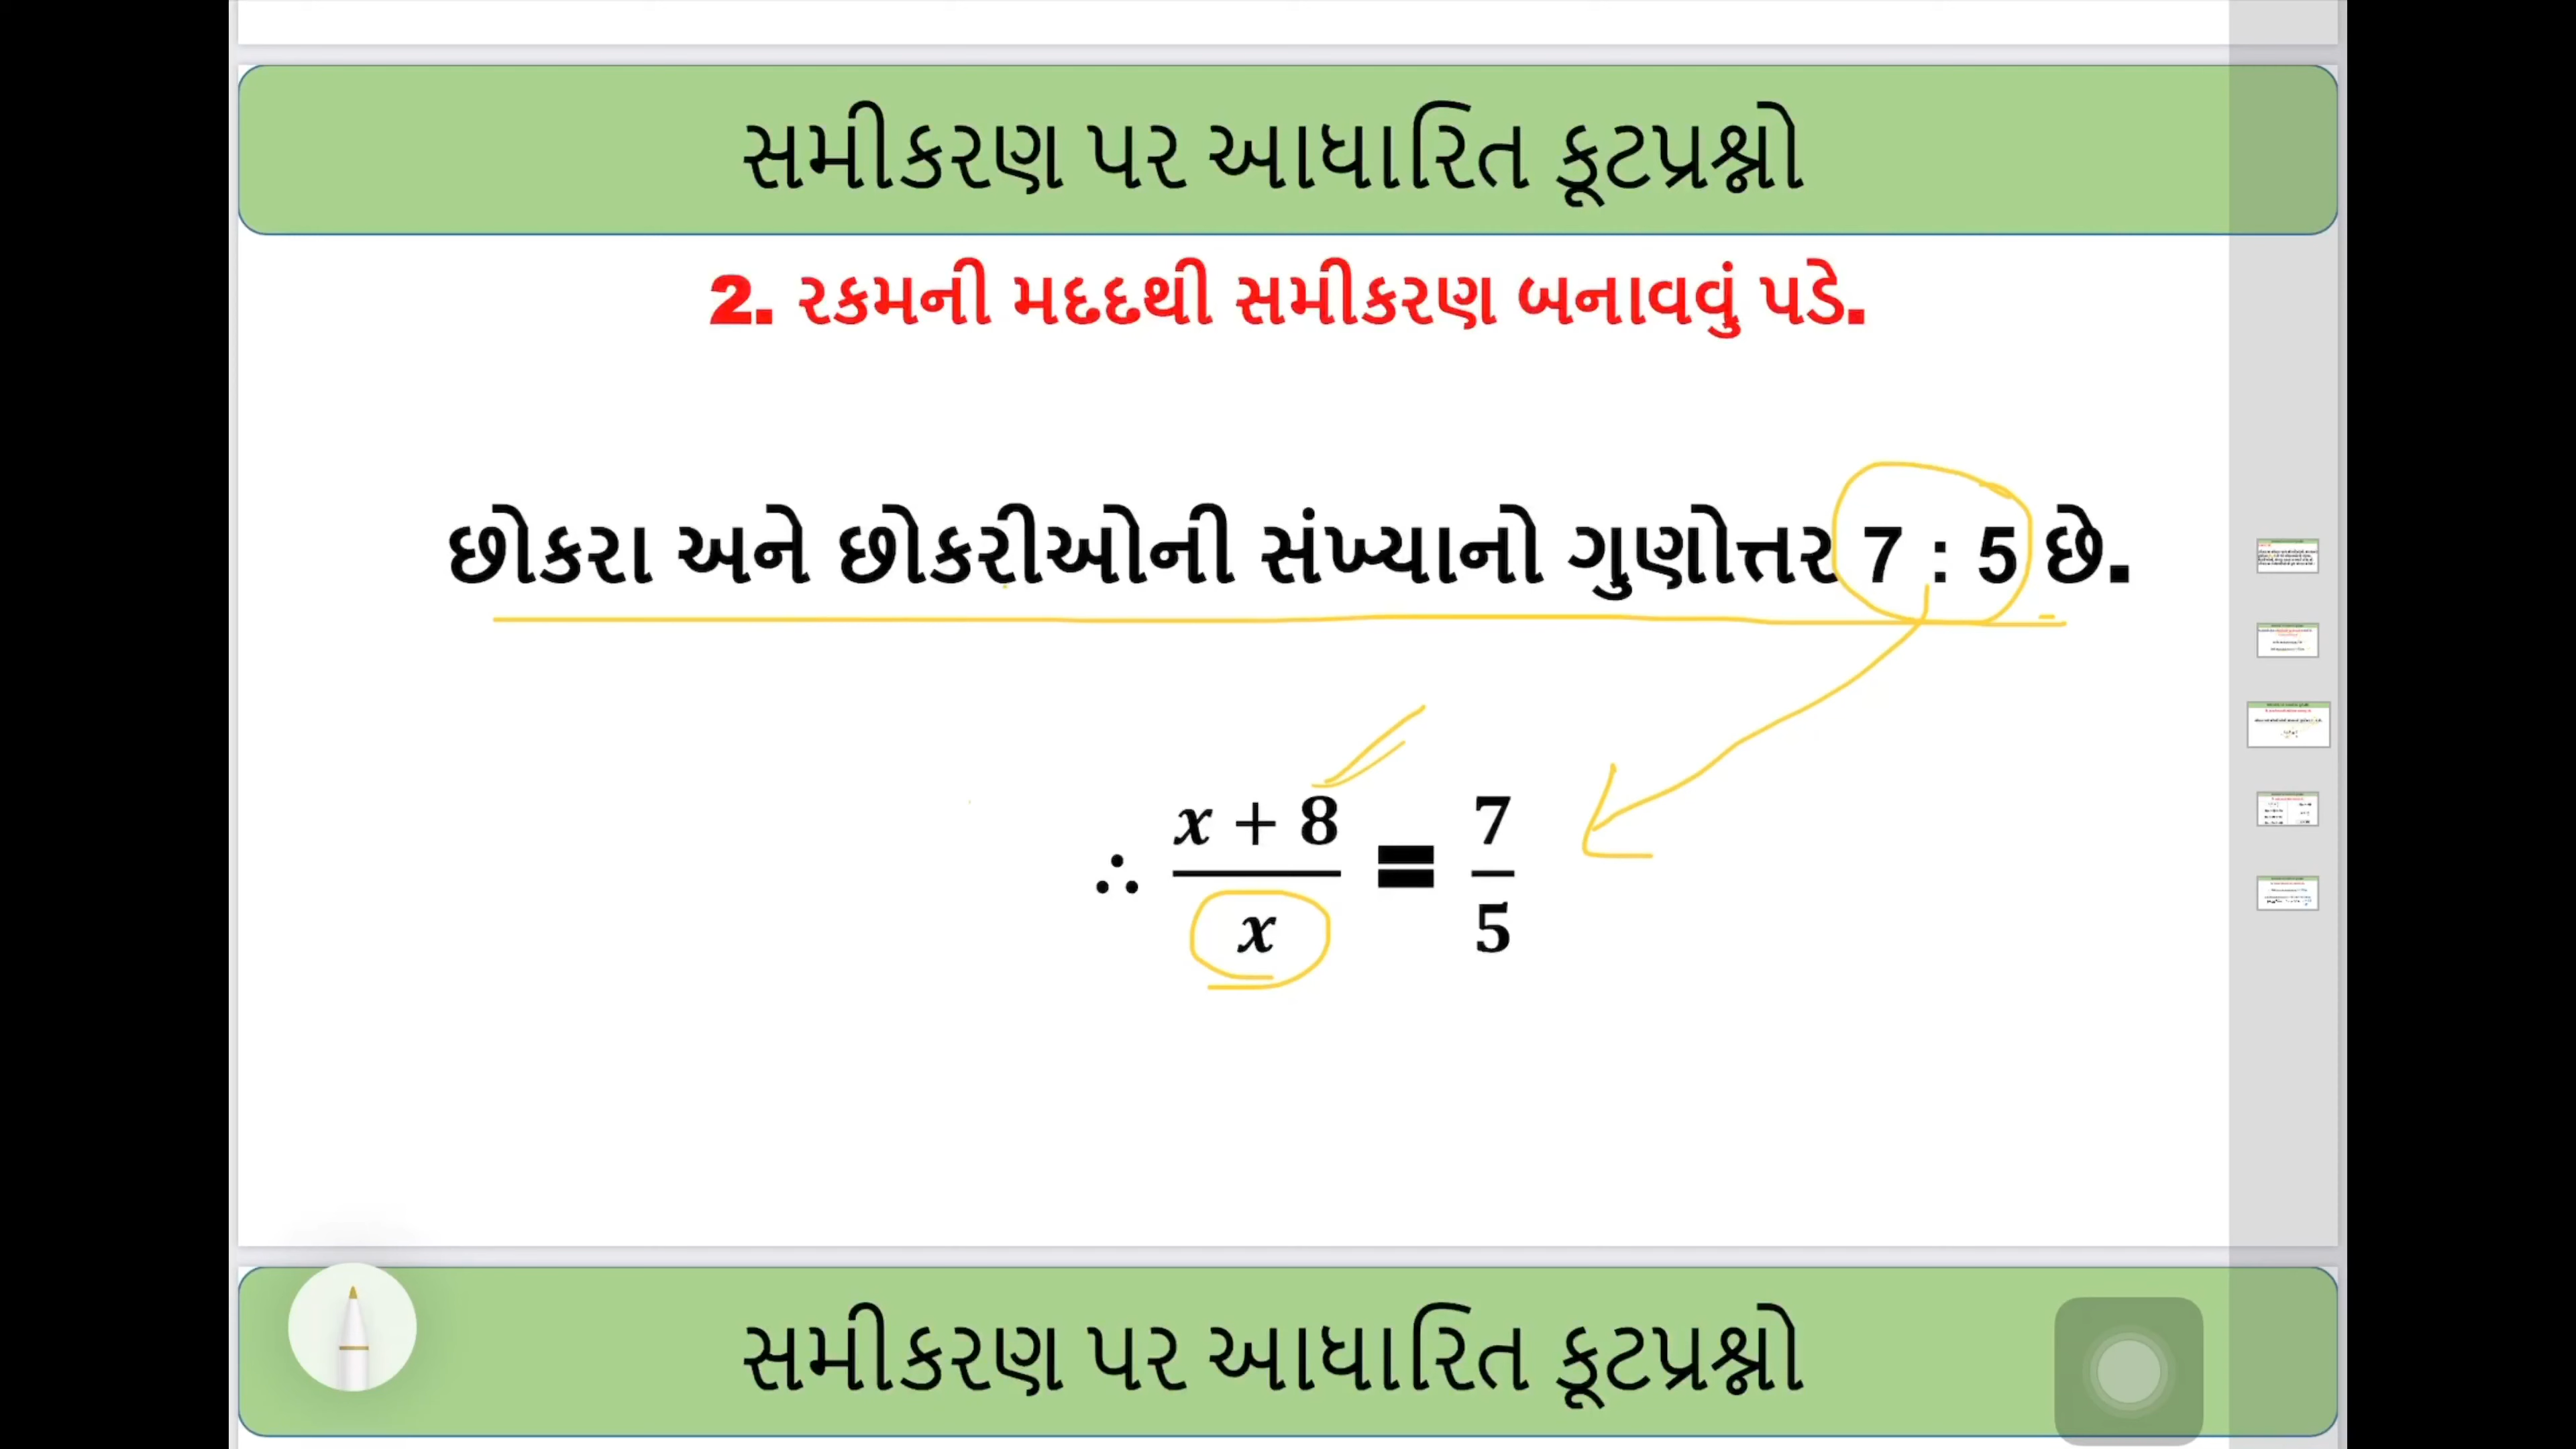 સમીકરણ પર આધારિત કૂટપ્રશ્નો
2. રકમની મદદથી સમીકરણ બનાવવું પડે.
છોકરા અને છોકરીઓની સંખ્યાનો ગુણોત્તર 7 : 5 છે.
∴ (x + 8)/x = 7/5
સમીકરણ પર આધારિત કૂટપ્રશ્નો